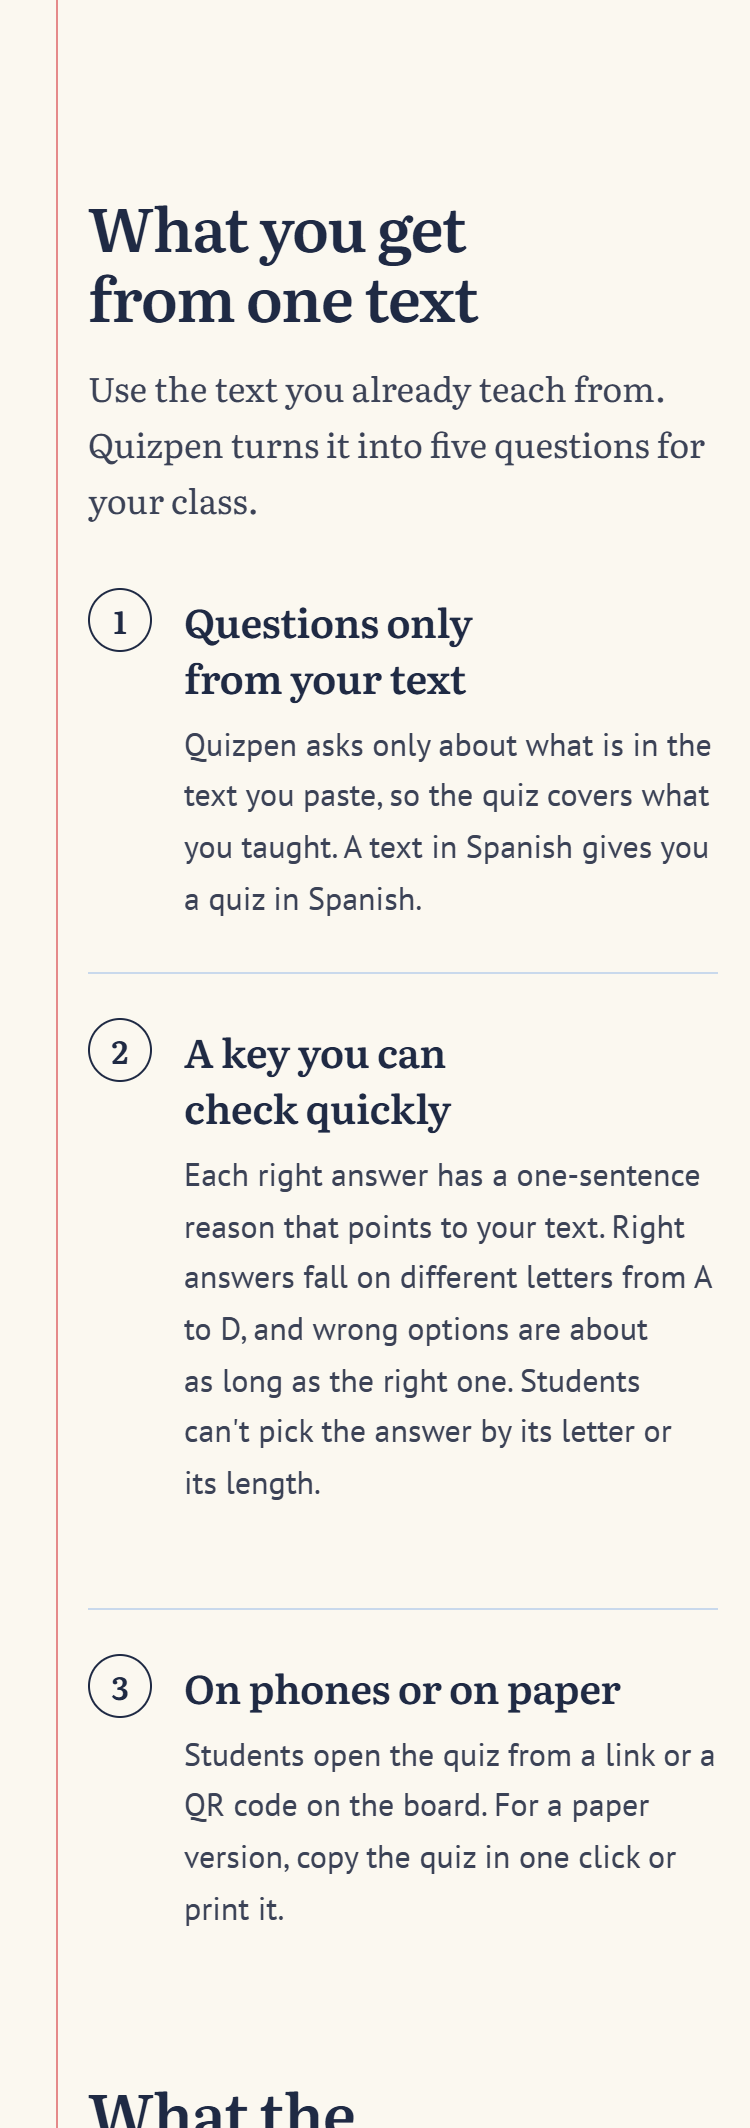 What you get
from one text
Use the text you already teach from.
Quizpen turns it into five questions for
your class.
1
Questions only
from your text
Quizpen asks only about what is in the
text you paste, so the quiz covers what
you taught. A text in Spanish gives you
a quiz in Spanish.
2
A key you can
check quickly
Each right answer has a one-sentence
reason that points to your text. Right
answers fall on different letters from A
to D, and wrong options are about
as long as the right one. Students
can't pick the answer by its letter or
its length.
3
On phones or on paper
Students open the quiz from a link or a
QR code on the board. For a paper
version, copy the quiz in one click or
print it.
What the